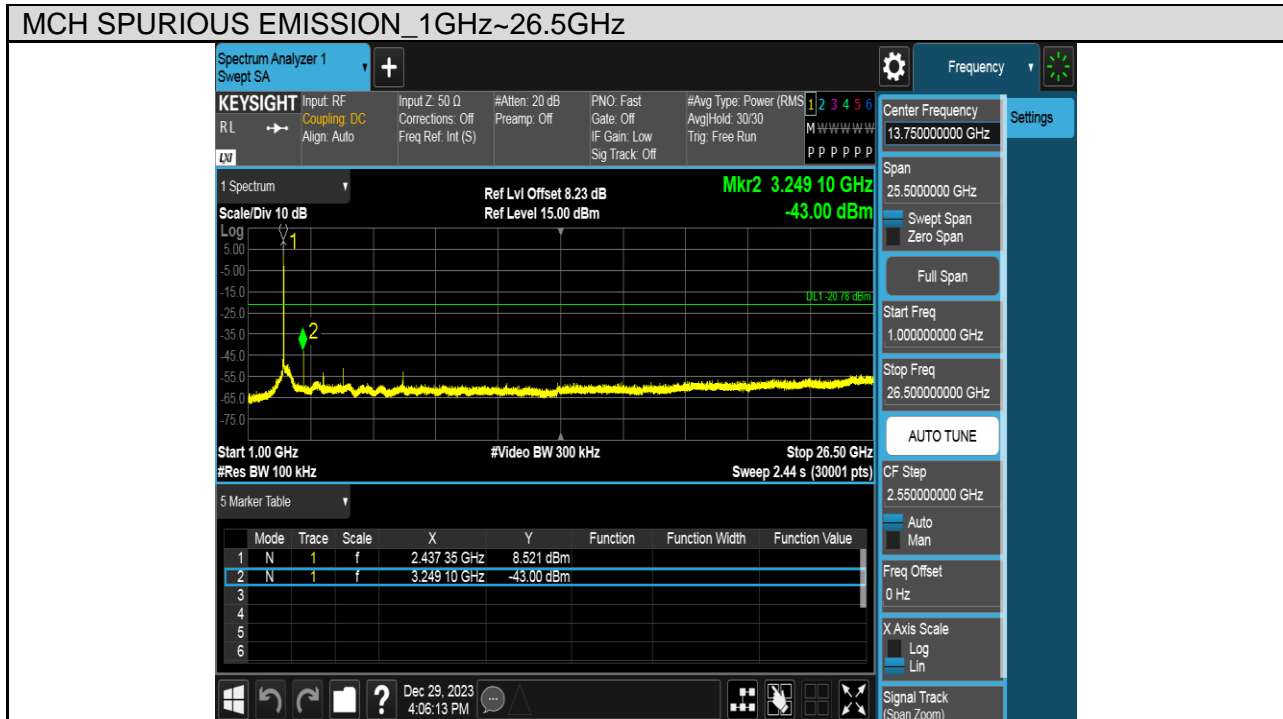 MCH SPURIOUS EMISSION_1GHz~26.5GHz
Spectrum Analyzer 1
Swept SA
+
Frequency
KEYSIGHT
RL
LXI
Input: RF
Coupling: DC
Align: Auto
Input Z: 50 Ω
Corrections: Off
Freq Ref: Int (S)
#Atten: 20 dB
Preamp: Off
PNO: Fast
Gate: Off
IF Gain: Low
Sig Track: Off
#Avg Type: Power (RMS
Avg|Hold: 30/30
Trig: Free Run
1 2 3 4 5 6
M W W W W W
P P P P P P
1 Spectrum
Scale/Div 10 dB
Ref Lvl Offset 8.23 dB
Ref Level 15.00 dBm
Mkr2 3.249 10 GHz
-43.00 dBm
Log
5.00
-5.00
-15.0
-25.0
-35.0
-45.0
-55.0
-65.0
-75.0
1
2
DL1 -20.78 dBm
Start 1.00 GHz
#Video BW 300 kHz
Stop 26.50 GHz
#Res BW 100 kHz
Sweep 2.44 s (30001 pts)
5 Marker Table
Mode Trace Scale X Y Function Function Width Function Value
1 N 1 f 2.437 35 GHz 8.521 dBm
2 N 1 f 3.249 10 GHz -43.00 dBm
3
4
5
6
?
Dec 29, 2023
4:06:13 PM
Center Frequency
13.75000000 GHz
Span
25.5000000 GHz
Swept Span
Zero Span
Full Span
Start Freq
1.000000000 GHz
Stop Freq
26.500000000 GHz
AUTO TUNE
CF Step
2.550000000 GHz
Auto
Man
Freq Offset
0 Hz
X Axis Scale
Log
Lin
Signal Track
(Span Zoom)
Settings